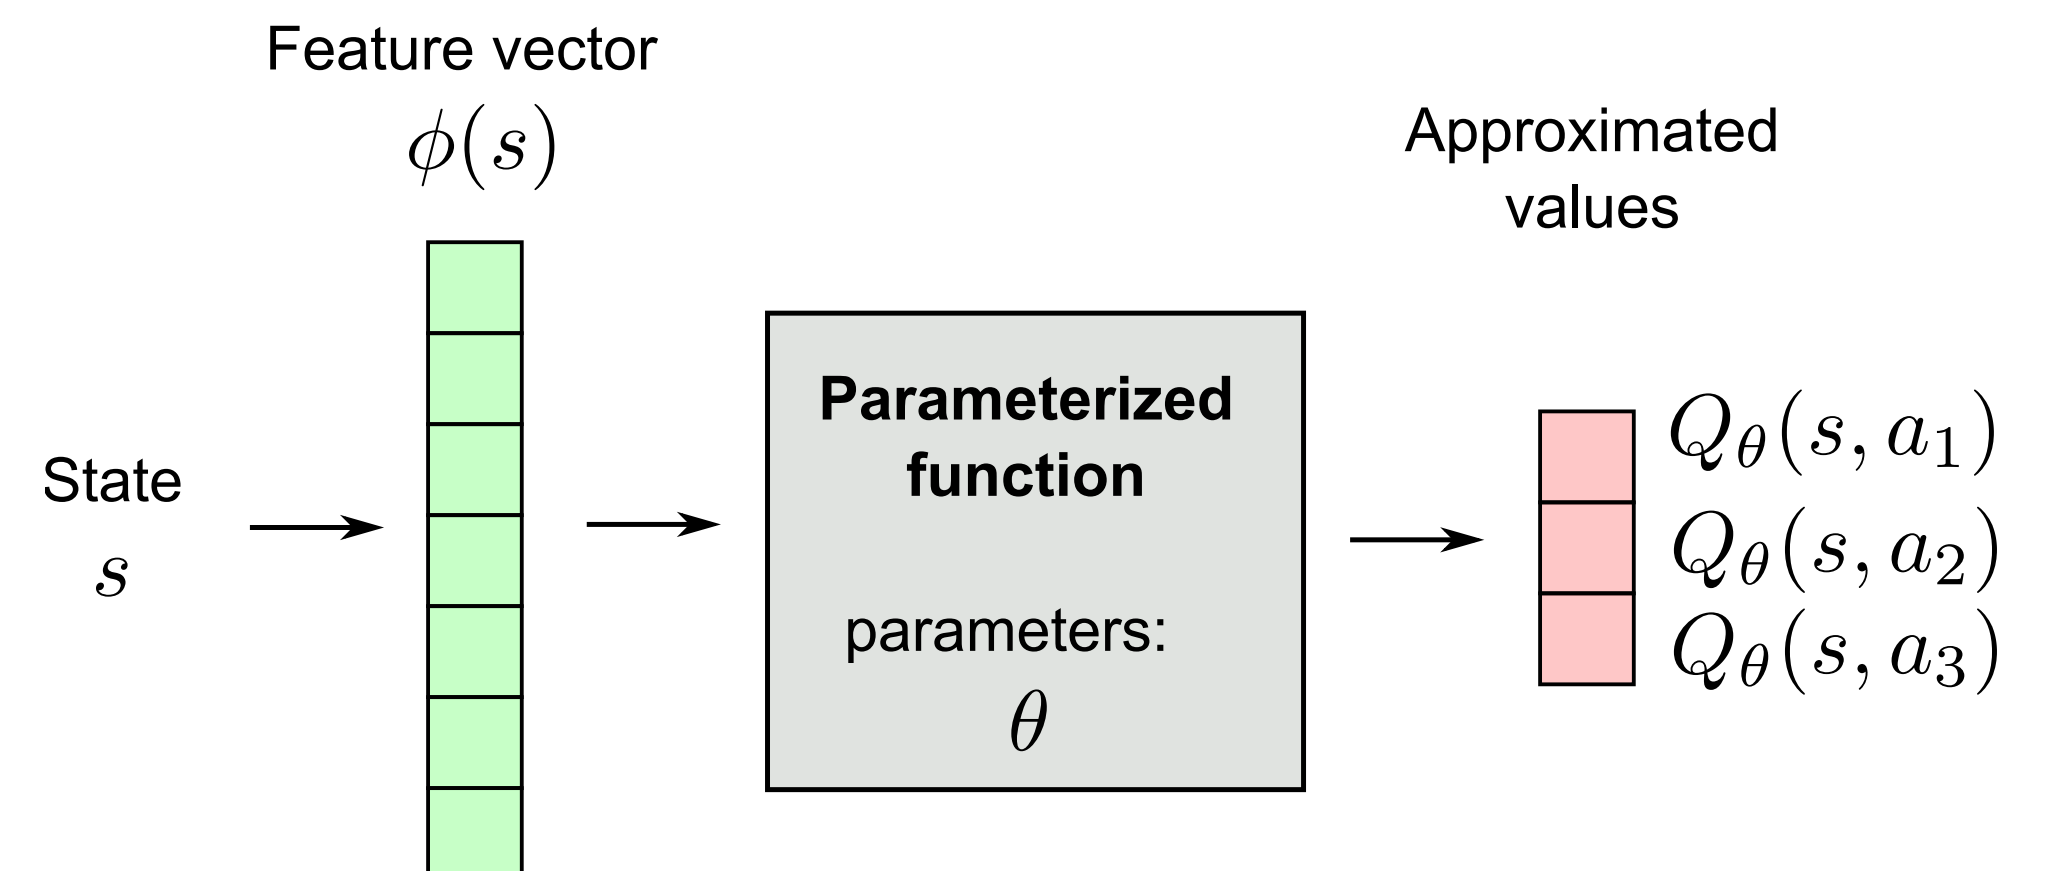 Feature vector
ϕ(s)
Approximated
values
State
s
Parameterized
function
parameters:
θ
Q_θ(s, a_1)
Q_θ(s, a_2)
Q_θ(s, a_3)